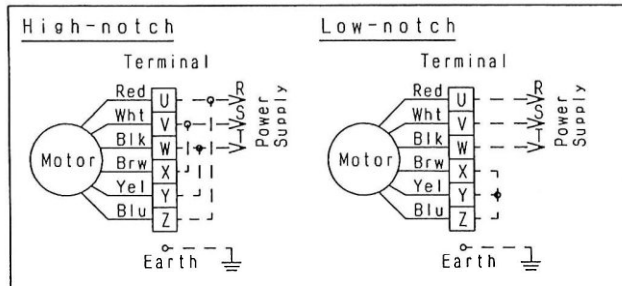 High-notch
Terminal
Red U R
Wht V S
Blk W T
Brw X
Yel Y
Blu Z
Motor
Power Supply
Earth
Low-notch
Terminal
Red U R
Wht V S
Blk W T
Brw X
Yel Y
Blu Z
Motor
Power Supply
Earth